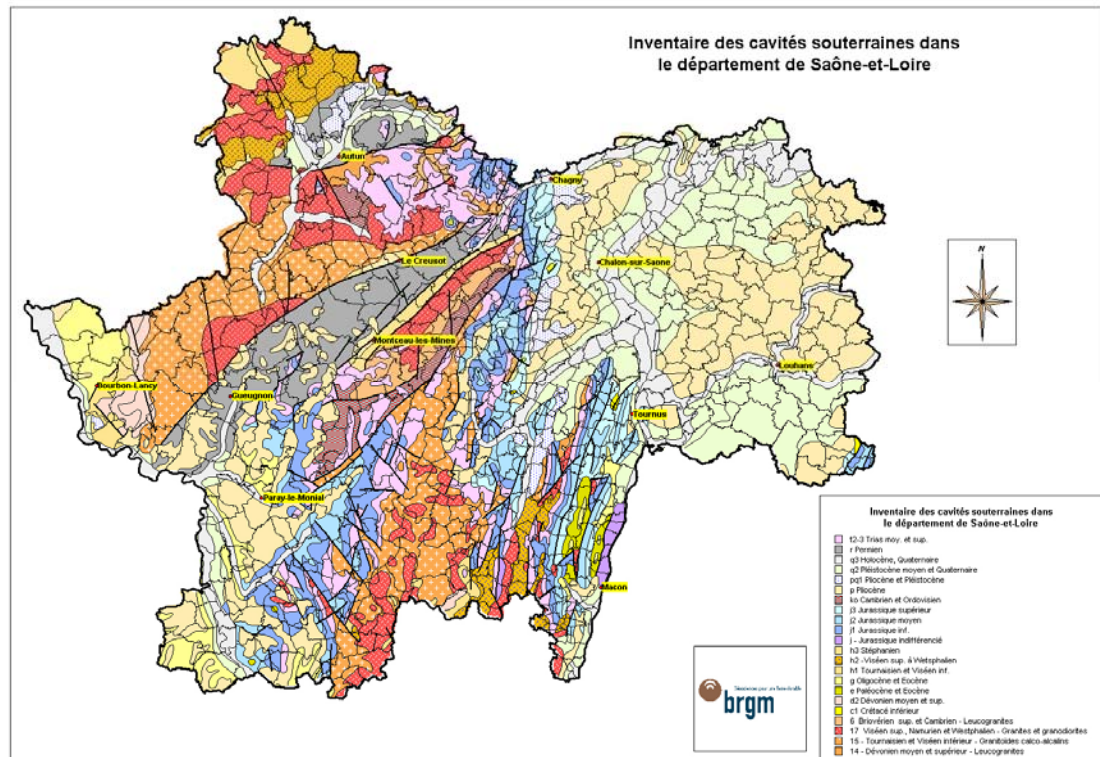 Inventaire des cavités souterraines dans
le département de Saône-et-Loire
Autun
Chagny
Le Creusot
Chalon-sur-Saone
N
Montceau-les-Mines
Louhans
Bourbon-Lancy
Gueugnon
Tournus
Paray-le-Monial
Macon
Inventaire des cavités souterraines dans
le département de Saône-et-Loire
t2-3 Trias moy. et sup.
r Permien
q3 Holocène, Quaternaire
q2 Pléistocène moyen et Quaternaire
pq1 Pliocène et Pléistocène
p Pliocène
ko Cambrien et Ordovisien
j3 Jurassique supérieur
j2 Jurassique moyen
j1 Jurassique inf.
j - Jurassique indifférencié
h3 Stéphanien
h2 -Viséen sup. à Wetsphalien
h1 Tournaisien et Viséen inf.
g Oligocène et Eocène
e Paléocène et Eocène
d2 Dévonien moyen et sup.
c1 Crétacé inférieur
6 Briovérien sup. et Cambrien - Leucogranites
17 Viséen sup., Namurien et Westphalien - Granites et granodiorites
15 - Tournaisien et Viséen inférieur - Granitoïdes calco-alcalins
14 - Dévonien moyen et supérieur - Leucogranites
brgm